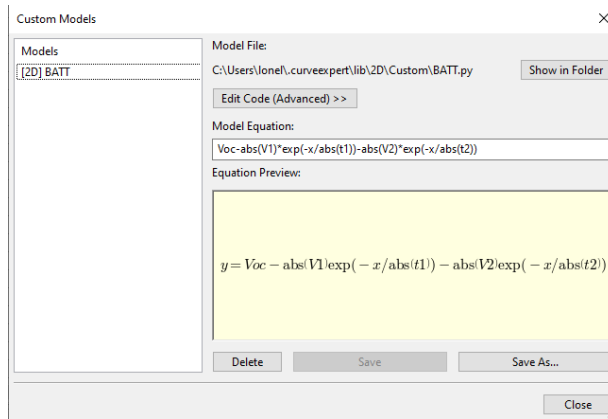 Custom Models
Models
[2D] BATT
Model File:
C:\Users\lonel\.curveexpert\lib\2D\Custom\BATT.py
Show in Folder
Edit Code (Advanced) >>
Model Equation:
Voc-abs(V1)*exp(-x/abs(t1))-abs(V2)*exp(-x/abs(t2))
Equation Preview:
y = Voc − abs(V1)exp(− x/abs(t1)) − abs(V2)exp(− x/abs(t2))
Delete
Save
Save As...
Close